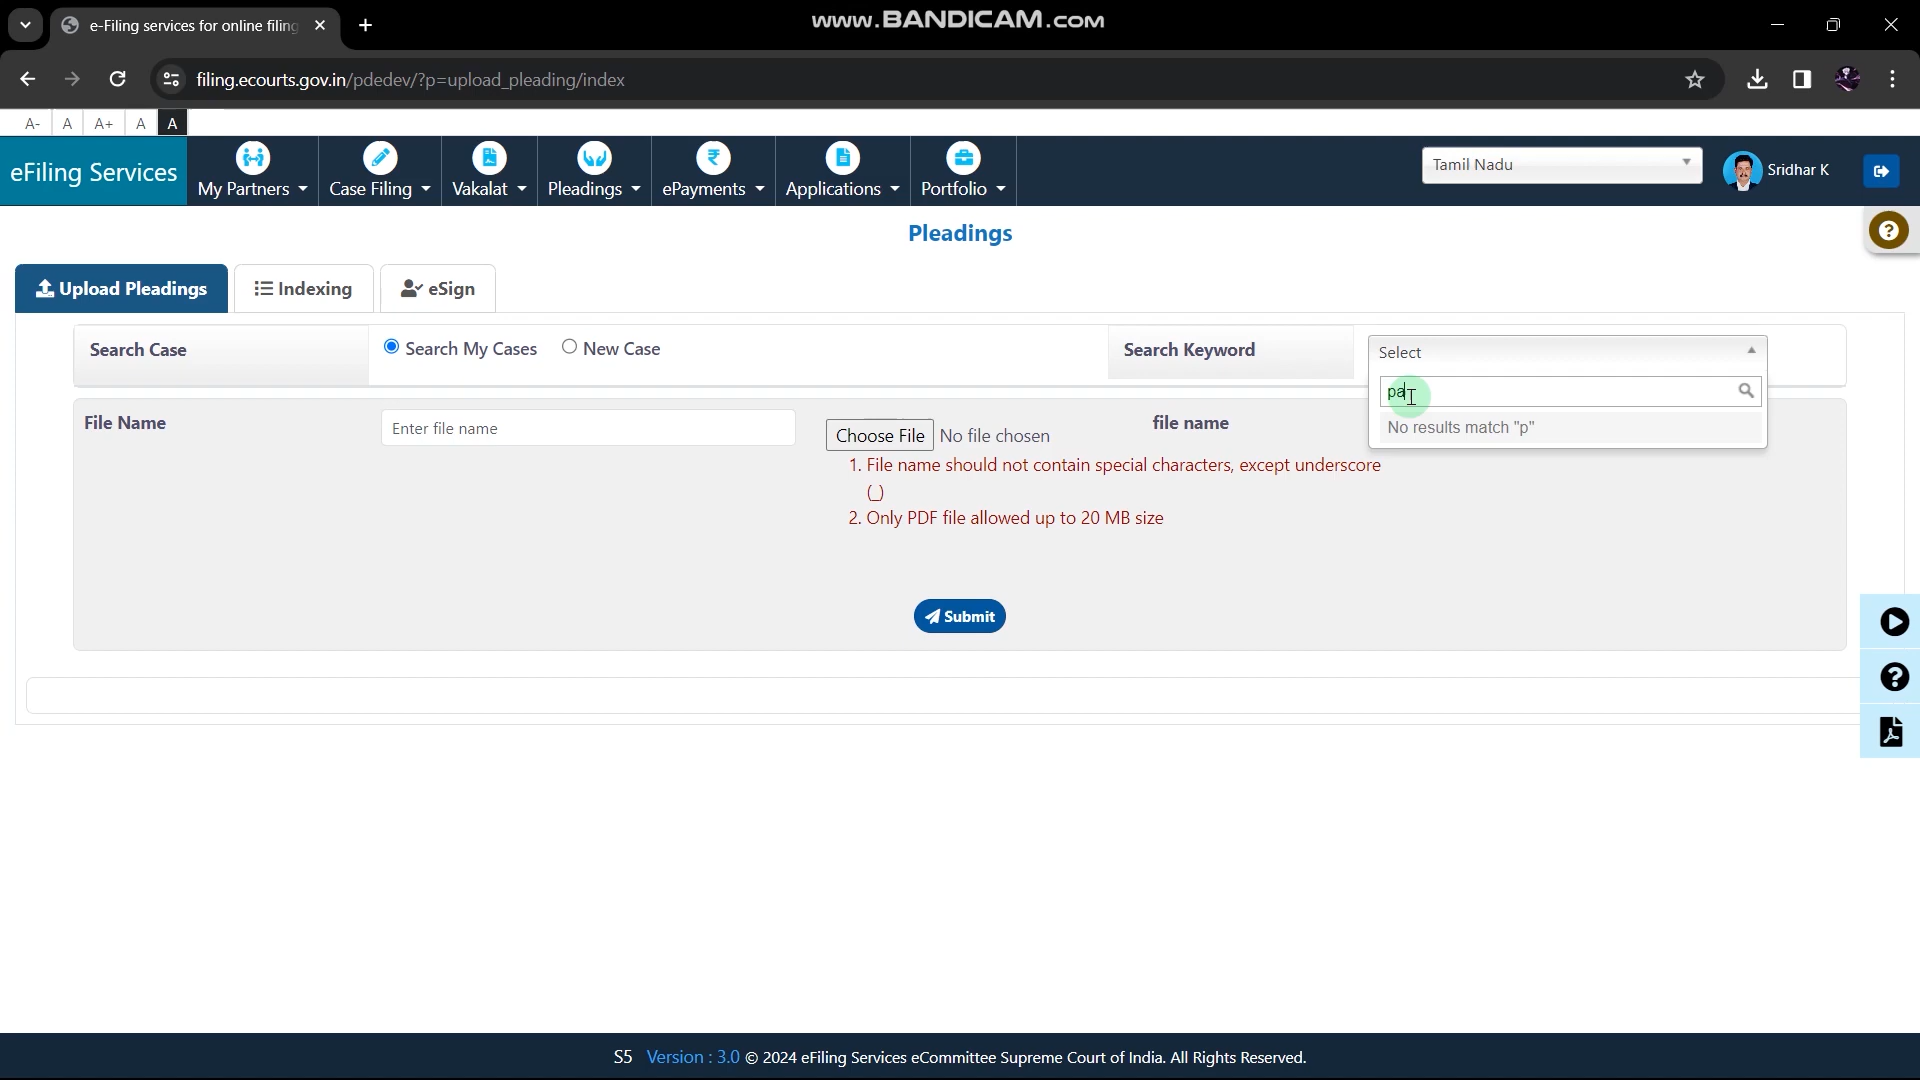 www.BANDICAM.com
e-Filing services for online filing
filing.ecourts.gov.in/pdedev/?p=upload_pleading/index
A- A A+ A A
eFiling Services
My Partners
Case Filing
Vakalat
Pleadings
ePayments
Applications
Portfolio
Tamil Nadu
Sridhar K
Pleadings
Upload Pleadings
Indexing
eSign
Search Case
Search My Cases
New Case
Search Keyword
Select
pa
No results match "p"
File Name
Enter file name
Choose File No file chosen
file name
1. File name should not contain special characters, except underscore
(_)
2. Only PDF file allowed up to 20 MB size
Submit
S5 Version : 3.0 © 2024 eFiling Services eCommittee Supreme Court of India. All Rights Reserved.